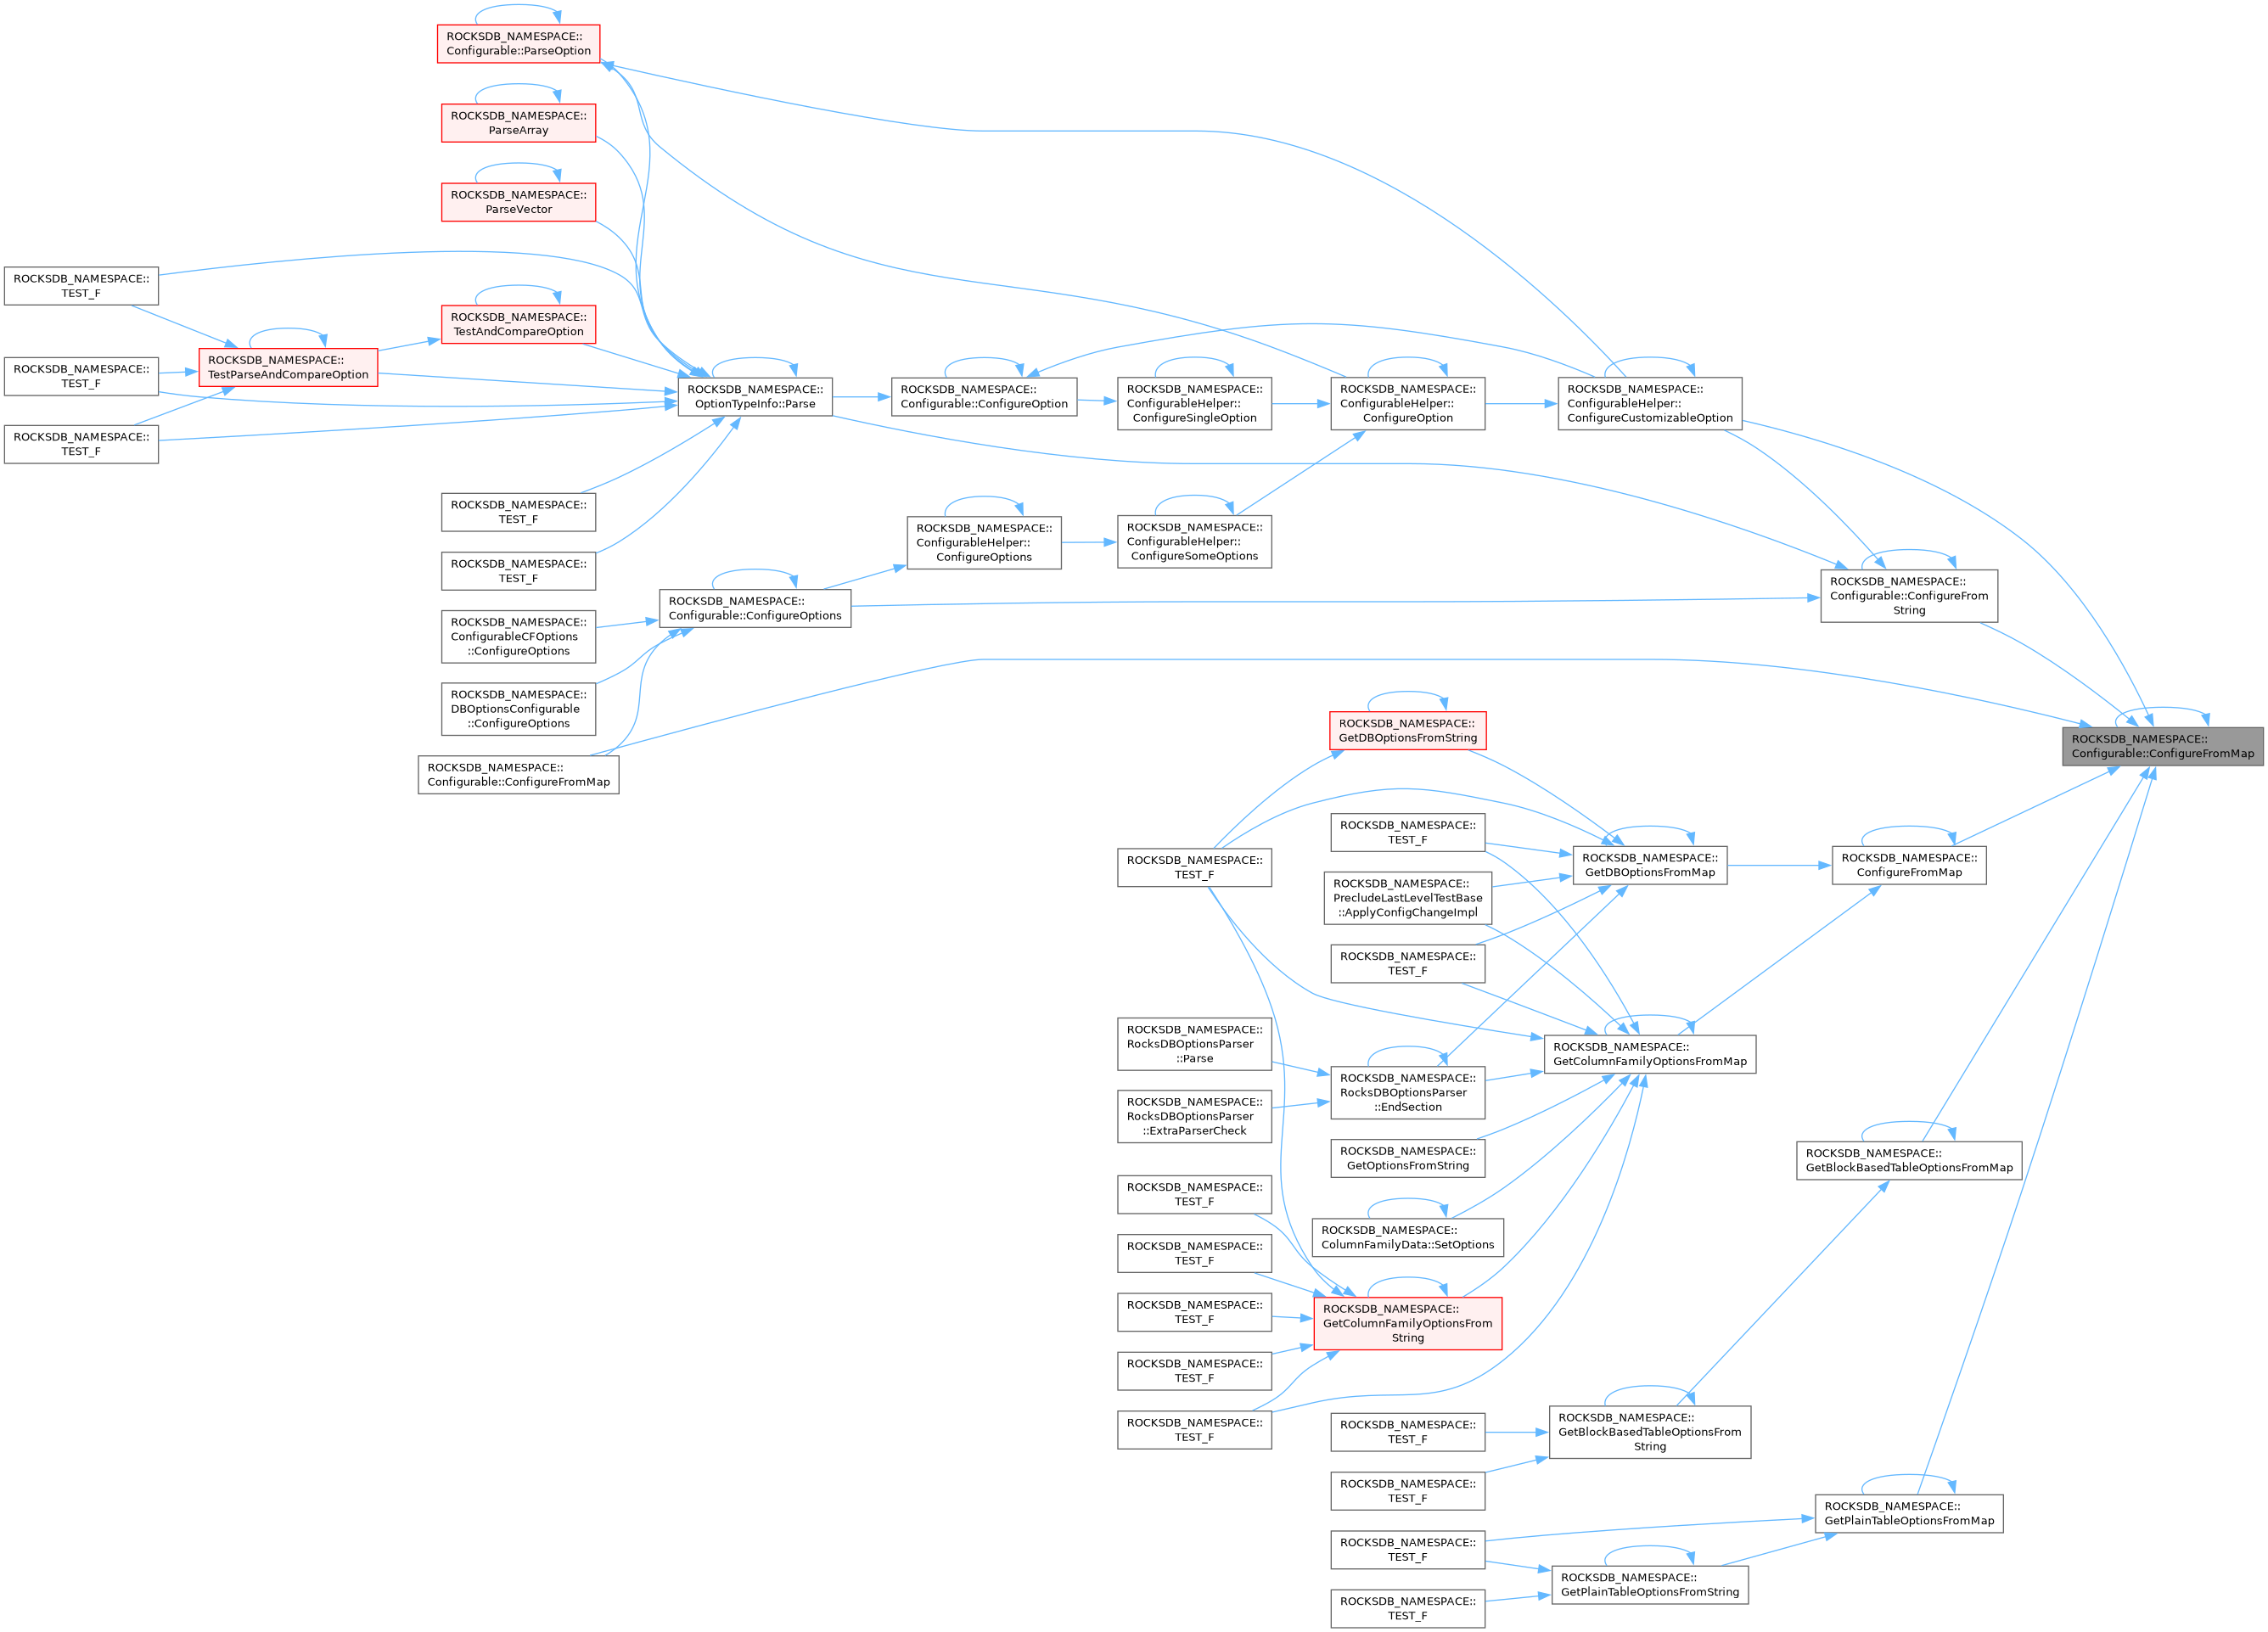 ROCKSDB_NAMESPACE::
Configurable::ParseOption
ROCKSDB_NAMESPACE::
ParseArray
ROCKSDB_NAMESPACE::
ParseVector
ROCKSDB_NAMESPACE::
TEST_F
ROCKSDB_NAMESPACE::
TestAndCompareOption
ROCKSDB_NAMESPACE::
TestParseAndCompareOption
ROCKSDB_NAMESPACE::
TEST_F
ROCKSDB_NAMESPACE::
TEST_F
ROCKSDB_NAMESPACE::
OptionTypeInfo::Parse
ROCKSDB_NAMESPACE::
Configurable::ConfigureOption
ROCKSDB_NAMESPACE::
ConfigurableHelper::
ConfigureSingleOption
ROCKSDB_NAMESPACE::
ConfigurableHelper::
ConfigureOption
ROCKSDB_NAMESPACE::
ConfigurableHelper::
ConfigureCustomizableOption
ROCKSDB_NAMESPACE::
TEST_F
ROCKSDB_NAMESPACE::
TEST_F
ROCKSDB_NAMESPACE::
ConfigurableHelper::
ConfigureOptions
ROCKSDB_NAMESPACE::
ConfigurableHelper::
ConfigureSomeOptions
ROCKSDB_NAMESPACE::
Configurable::ConfigureFrom
String
ROCKSDB_NAMESPACE::
Configurable::ConfigureOptions
ROCKSDB_NAMESPACE::
ConfigurableCFOptions
::ConfigureOptions
ROCKSDB_NAMESPACE::
DBOptionsConfigurable
::ConfigureOptions
ROCKSDB_NAMESPACE::
Configurable::ConfigureFromMap
ROCKSDB_NAMESPACE::
GetDBOptionsFromString
ROCKSDB_NAMESPACE::
Configurable::ConfigureFromMap
ROCKSDB_NAMESPACE::
TEST_F
ROCKSDB_NAMESPACE::
TEST_F
ROCKSDB_NAMESPACE::
GetDBOptionsFromMap
ROCKSDB_NAMESPACE::
ConfigureFromMap
ROCKSDB_NAMESPACE::
PrecludeLastLevelTestBase
::ApplyConfigChangeImpl
ROCKSDB_NAMESPACE::
TEST_F
ROCKSDB_NAMESPACE::
RocksDBOptionsParser
::Parse
ROCKSDB_NAMESPACE::
GetColumnFamilyOptionsFromMap
ROCKSDB_NAMESPACE::
RocksDBOptionsParser
::EndSection
ROCKSDB_NAMESPACE::
RocksDBOptionsParser
::ExtraParserCheck
ROCKSDB_NAMESPACE::
GetOptionsFromString
ROCKSDB_NAMESPACE::
GetBlockBasedTableOptionsFromMap
ROCKSDB_NAMESPACE::
TEST_F
ROCKSDB_NAMESPACE::
ColumnFamilyData::SetOptions
ROCKSDB_NAMESPACE::
TEST_F
ROCKSDB_NAMESPACE::
TEST_F
ROCKSDB_NAMESPACE::
GetColumnFamilyOptionsFrom
String
ROCKSDB_NAMESPACE::
TEST_F
ROCKSDB_NAMESPACE::
TEST_F
ROCKSDB_NAMESPACE::
TEST_F
ROCKSDB_NAMESPACE::
GetBlockBasedTableOptionsFrom
String
ROCKSDB_NAMESPACE::
TEST_F
ROCKSDB_NAMESPACE::
GetPlainTableOptionsFromMap
ROCKSDB_NAMESPACE::
TEST_F
ROCKSDB_NAMESPACE::
GetPlainTableOptionsFromString
ROCKSDB_NAMESPACE::
TEST_F